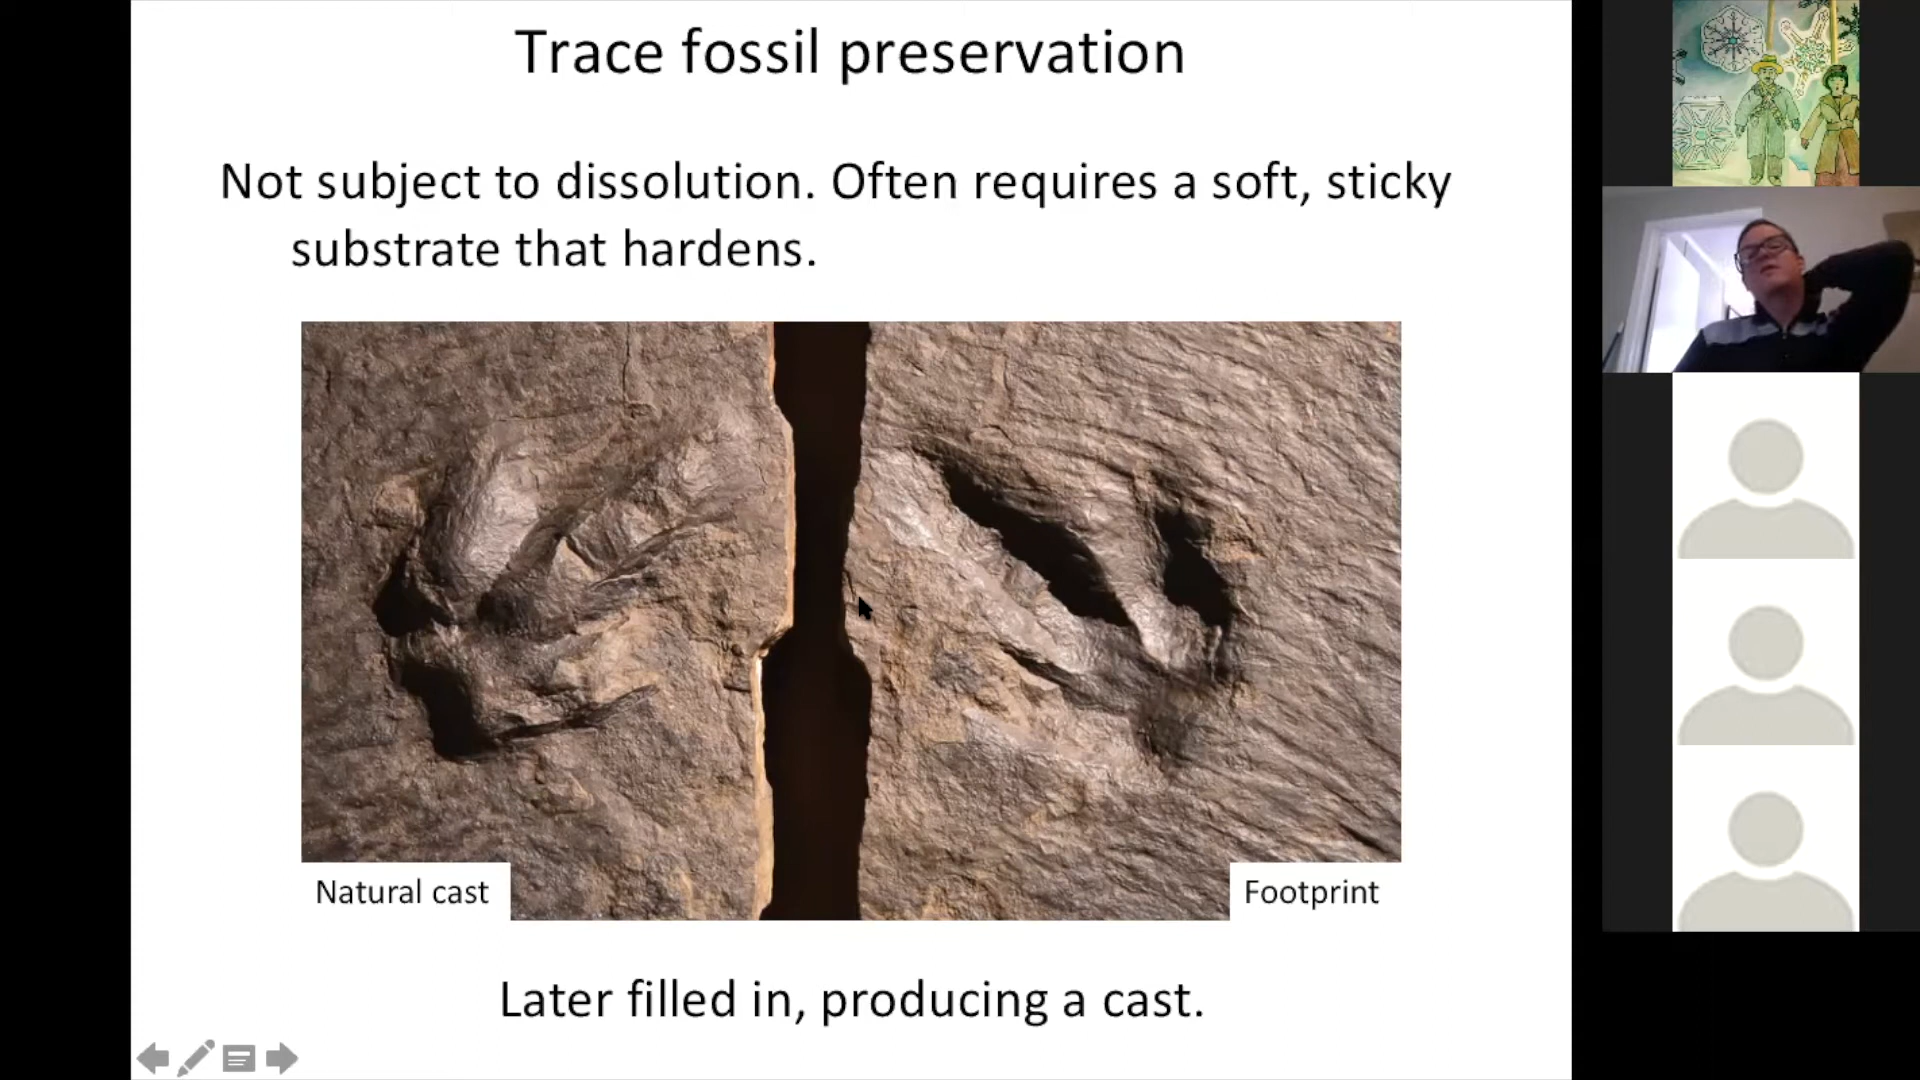 Trace fossil preservation
Not subject to dissolution. Often requires a soft, sticky
substrate that hardens.
Natural cast
Footprint
Later filled in, producing a cast.